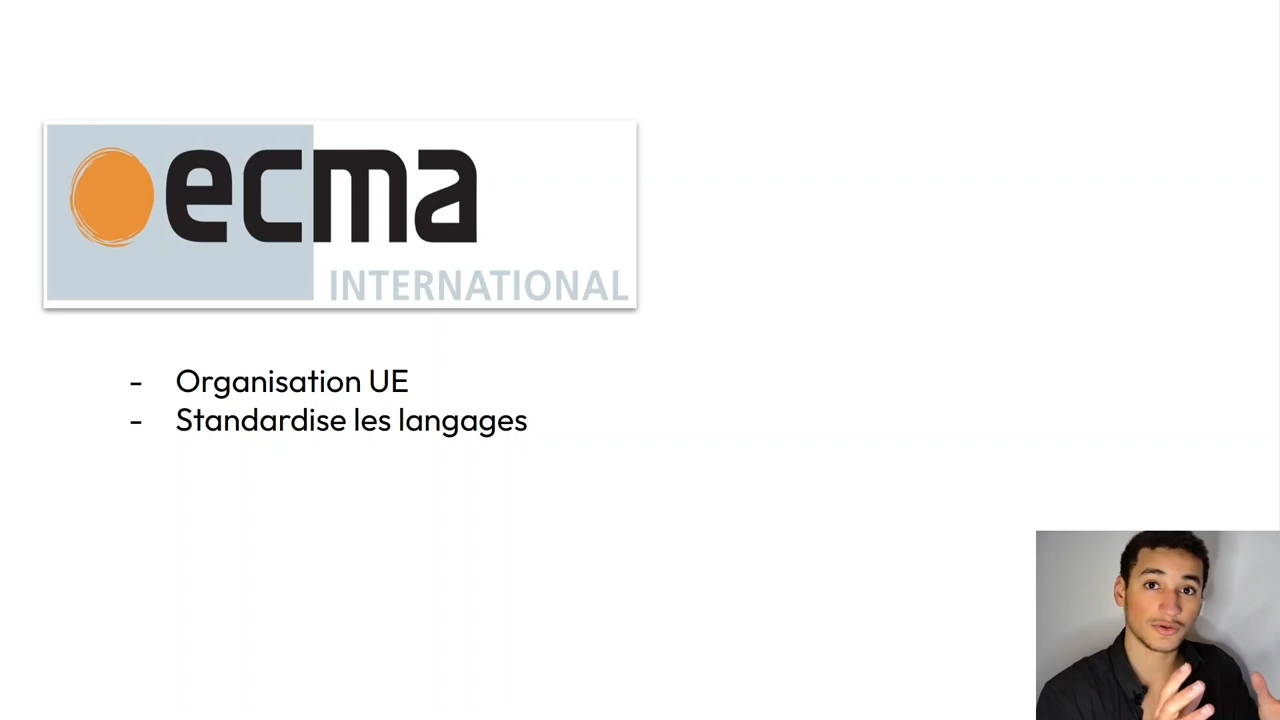 ecma
INTERNATIONAL
- Organisation UE
- Standardise les langages